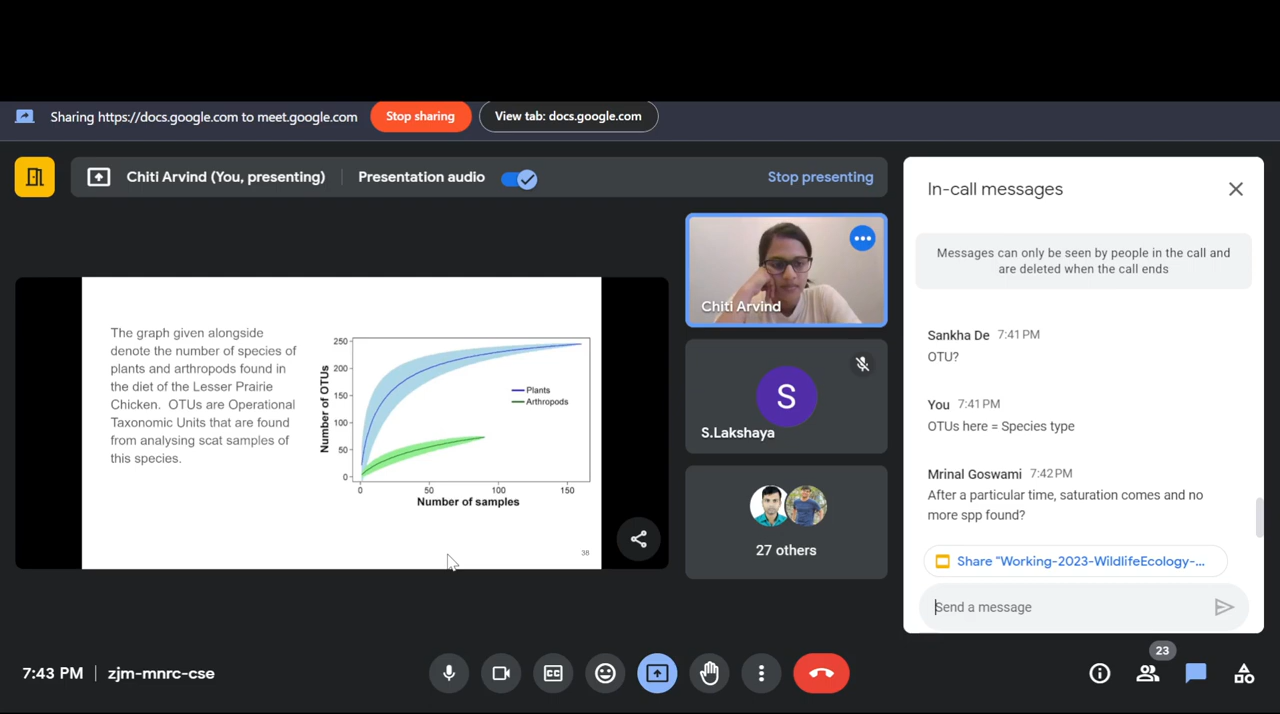 Sharing https://docs.google.com to meet.google.com
Stop sharing
View tab: docs.google.com
Chiti Arvind (You, presenting)
Presentation audio
Stop presenting
The graph given alongside
denote the number of species of
plants and arthropods found in
the diet of the Lesser Prairie
Chicken. OTUs are Operational
Taxonomic Units that are found
from analysing scat samples of
this species.
Number of OTUs
250
200
150
100
50
0
Plants
Arthropods
0 50 100 150
Number of samples
38
Chiti Arvind
S
S.Lakshaya
27 others
In-call messages
Messages can only be seen by people in the call and
are deleted when the call ends
Sankha De 7:41 PM
OTU?
You 7:41 PM
OTUs here = Species type
Mrinal Goswami 7:42 PM
After a particular time, saturation comes and no
more spp found?
Share "Working-2023-WildlifeEcology-...
Send a message
7:43 PM | zjm-mnrc-cse
CC
23